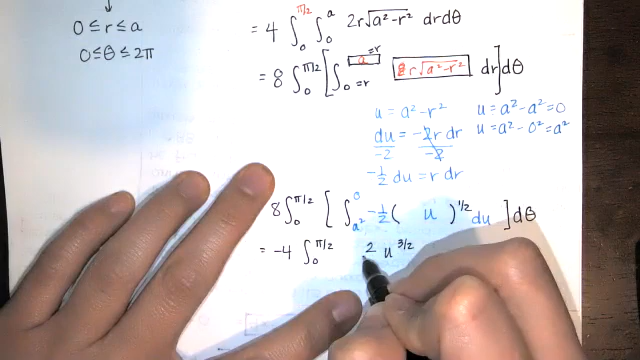 0 ≤ r ≤ a
0 ≤ θ ≤ 2π
= 4 ∫₀^{π/2} ∫₀^{a} 2r√(a²−r²) dr dθ
= 8 ∫₀^{π/2} [ ∫_{0=r}^{a=r} r√(a²−r²) dr ] dθ
u = a² − r²
du = −2r dr
−2 −2
−½ du = r dr
u = a² − a² = 0
u = a² − 0² = a²
8 ∫₀^{π/2} [ ∫_{a²}^{0} −½ ( u )^{1/2} du ] dθ
= −4 ∫₀^{π/2} 2 u^{3/2}